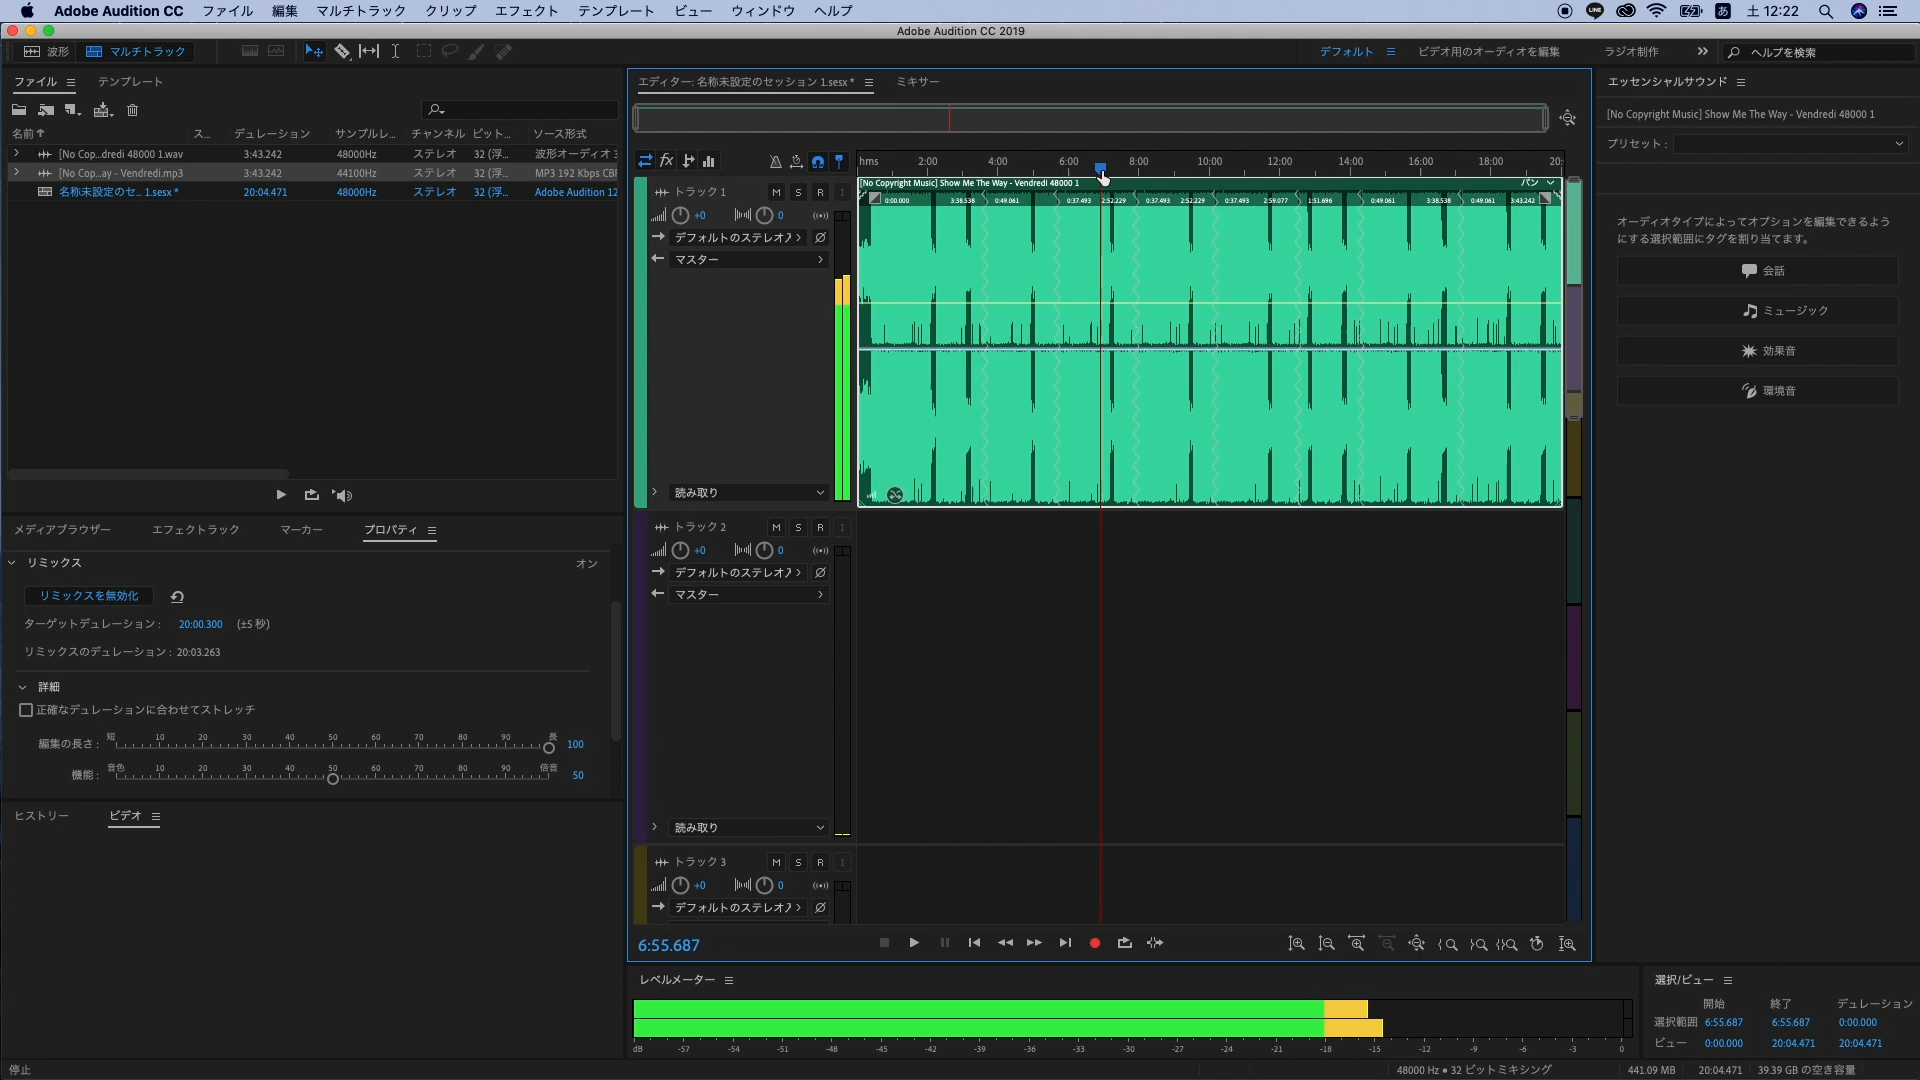 Adobe Audition CC ファイル 編集 マルチトラック クリップ エフェクト テンプレート ビュー ウィンドウ ヘルプ LINE あ 土 12:22
Adobe Audition CC 2019
波形 マルチトラック デフォルト ビデオ用のオーディオを編集 ラジオ制作 ヘルプを検索
ファイル テンプレート
名前 ス... デュレーション サンプルレ... チャンネル ビット... ソース形式
[No Cop...dredi 48000 1.wav 3:43.242 48000Hz ステレオ 32 (浮... 波形オーディオ 3
[No Cop...ay - Vendredi.mp3 3:43.242 44100Hz ステレオ 32 (浮... MP3 192 Kbps CBI
名称未設定のセ... 1.sesx * 20:04.471 48000Hz ステレオ 32 (浮... Adobe Audition 12
メディアブラウザー エフェクトラック マーカー プロパティ
リミックス オン
リミックスを無効化
ターゲットデュレーション : 20:00.300 (±5 秒)
リミックスのデュレーション : 20:03.263
詳細
正確なデュレーションに合わせてストレッチ
編集の長さ : 短 10 20 30 40 50 60 70 80 90 長 100
機能 : 音色 10 20 30 40 50 60 70 80 90 倍音 50
ヒストリー ビデオ
エディター: 名称未設定のセッション 1.sesx * ミキサー
fx
hms 2:00 4:00 6:00 8:00 10:00 12:00 14:00 16:00 18:00 20:
[No Copyright Music] Show Me The Way - Vendredi 48000 1 パン
0:00.000 3:38.538 0:49.061 0:37.493 2:52.229 0:37.493 2:52.229 0:37.493 2:59.077 1:51.696 0:49.061 3:38.538 0:49.061 3:43.242
トラック 1 M S R I
+0 0
デフォルトのステレオ入
マスター
読み取り
トラック 2 M S R I
+0 0
デフォルトのステレオ入
マスター
読み取り
トラック 3 M S R I
+0 0
デフォルトのステレオ入
6:55.687
レベルメーター
dB -57 -54 -51 -48 -45 -42 -39 -36 -33 -30 -27 -24 -21 -18 -15 -12 -9 -6 -3 0
エッセンシャルサウンド
[No Copyright Music] Show Me The Way - Vendredi 48000 1
プリセット :
オーディオタイプによってオプションを編集できるよう
にする選択範囲にタグを割り当てます。
会話
ミュージック
効果音
環境音
選択/ビュー
開始 終了 デュレーション
選択範囲 6:55.687 6:55.687 0:00.000
ビュー 0:00.000 20:04.471 20:04.471
停止 48000 Hz ● 32 ビットミキシング 441.09 MB 20:04.471 39.39 GB の空き容量